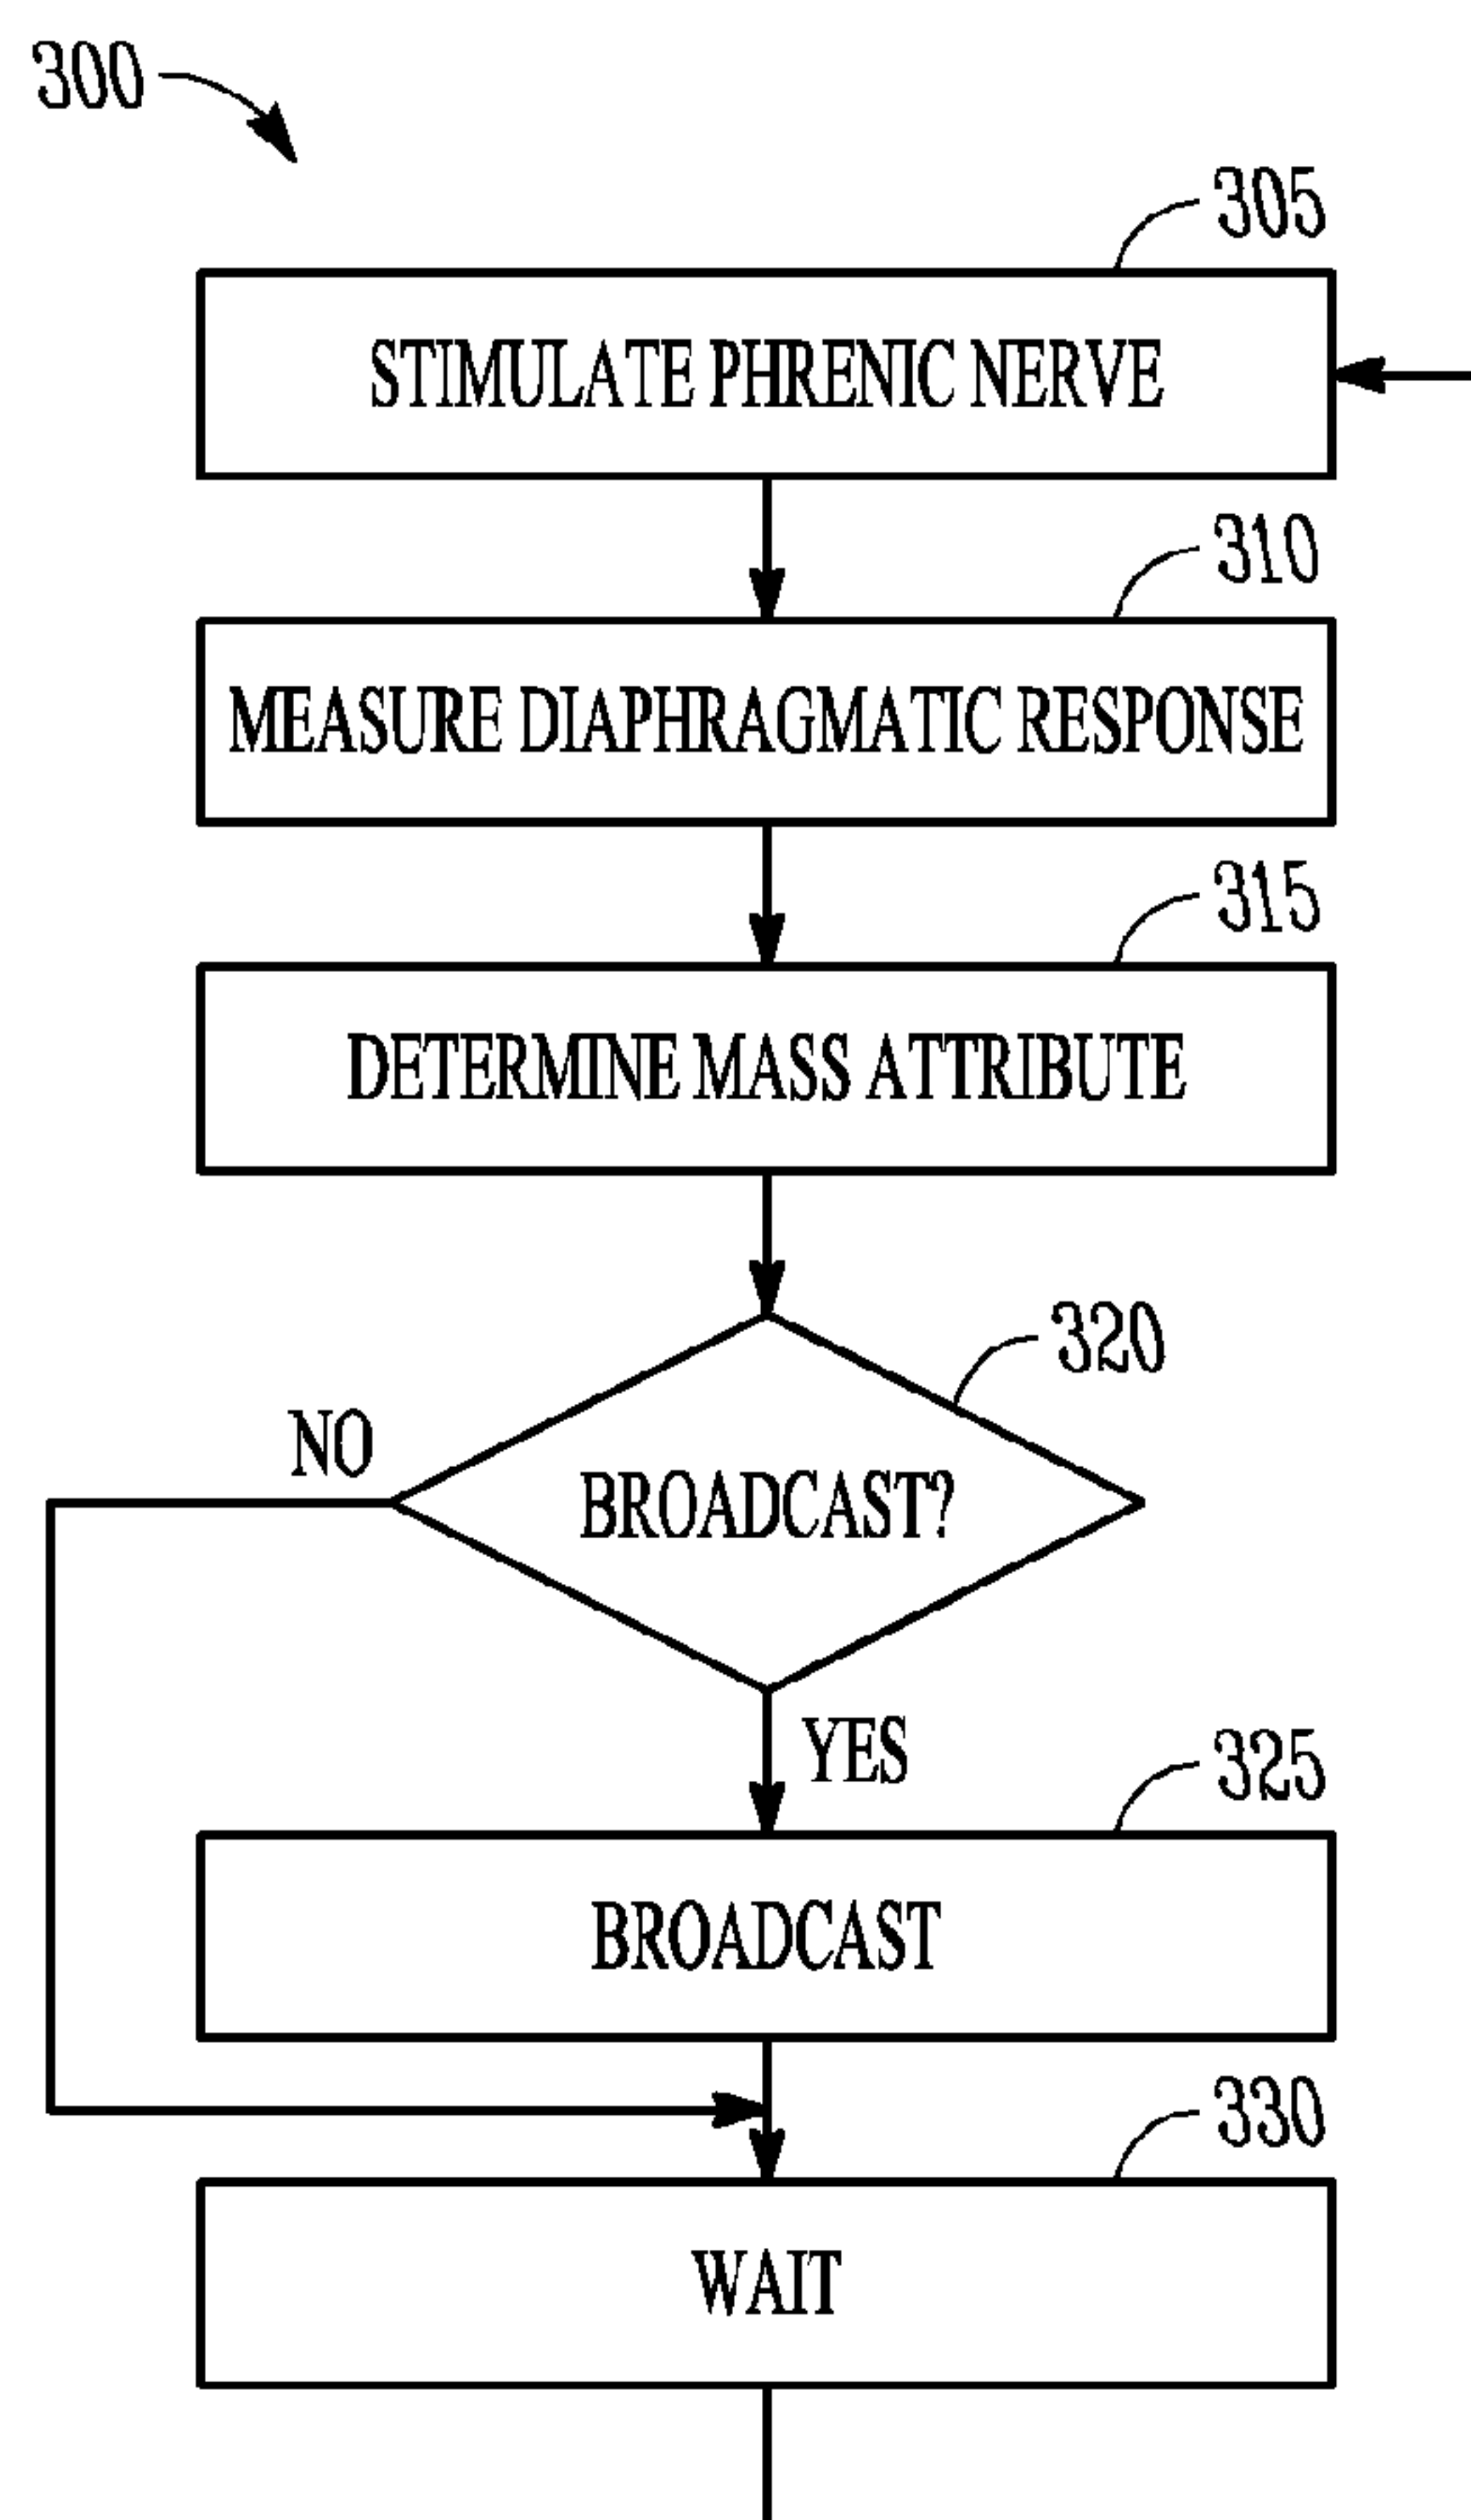 300
305
STIMULATE PHRENIC NERVE
310
MEASURE DIAPHRAGMATIC RESPONSE
315
DETERMINE MASS ATTRIBUTE
320
NO
BROADCAST?
YES
325
BROADCAST
330
WAIT